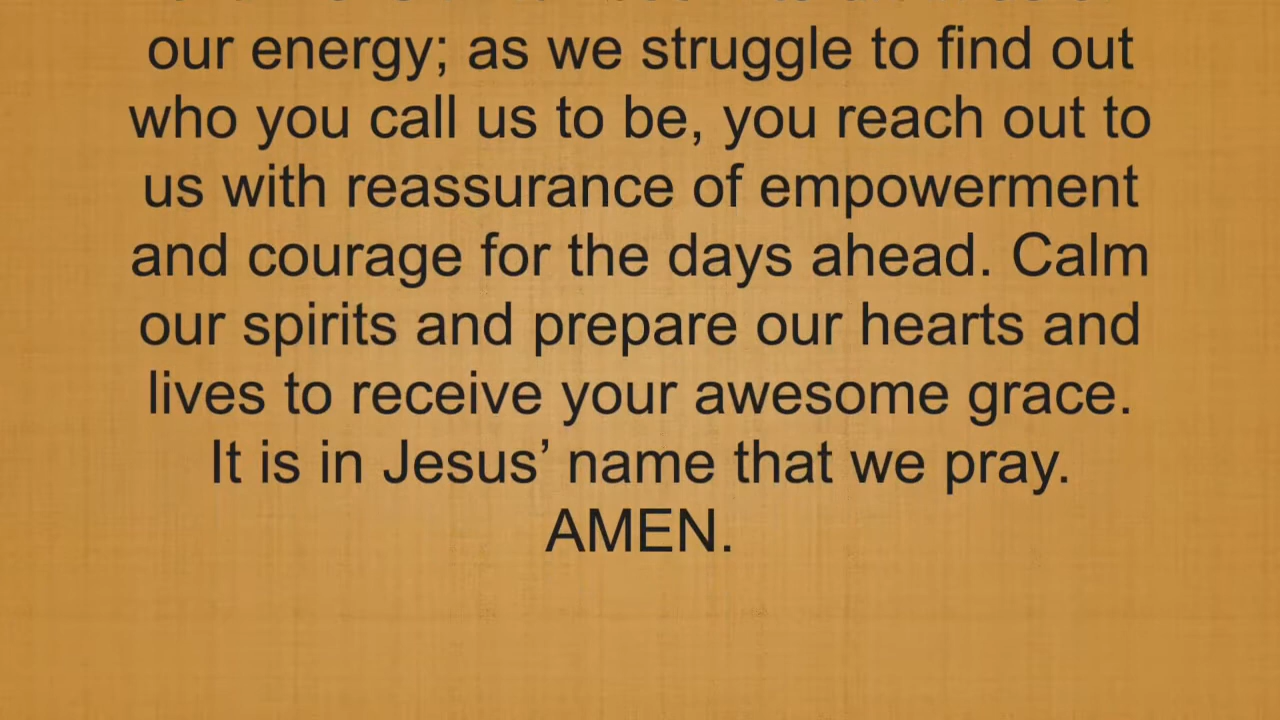 our energy; as we struggle to find out
who you call us to be, you reach out to
us with reassurance of empowerment
and courage for the days ahead. Calm
our spirits and prepare our hearts and
lives to receive your awesome grace.
It is in Jesus’ name that we pray.
AMEN.